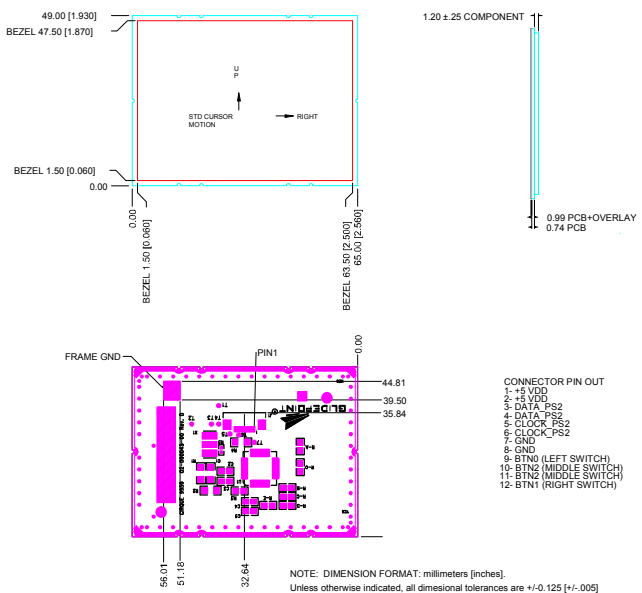 49.00 [1.930]
BEZEL 47.50 [1.870]
U
P
STD CURSOR
MOTION
RIGHT
BEZEL 1.50 [0.060]
0.00
0.00
BEZEL 1.50 [0.060]
BEZEL 63.50 [2.500]
65.00 [2.560]
1.20 ±.25 COMPONENT
0.99 PCB+OVERLAY
0.74 PCB
0.00
FRAME GND
PIN1
44.81
39.50
35.84
GLIDEPOINT
56.01
51.18
32.64
CONNECTOR PIN OUT
1- +5 VDD
2- +5 VDD
3- DATA_PS2
4- DATA_PS2
5- CLOCK_PS2
6- CLOCK_PS2
7- GND
8- GND
9- BTN0 (LEFT SWITCH)
10- BTN2 (MIDDLE SWITCH)
11- BTN2 (MIDDLE SWITCH)
12- BTN1 (RIGHT SWITCH)
NOTE: DIMENSION FORMAT: millimeters [inches].
Unless otherwise indicated, all dimesional tolerances are +/-0.125 [+/-.005]